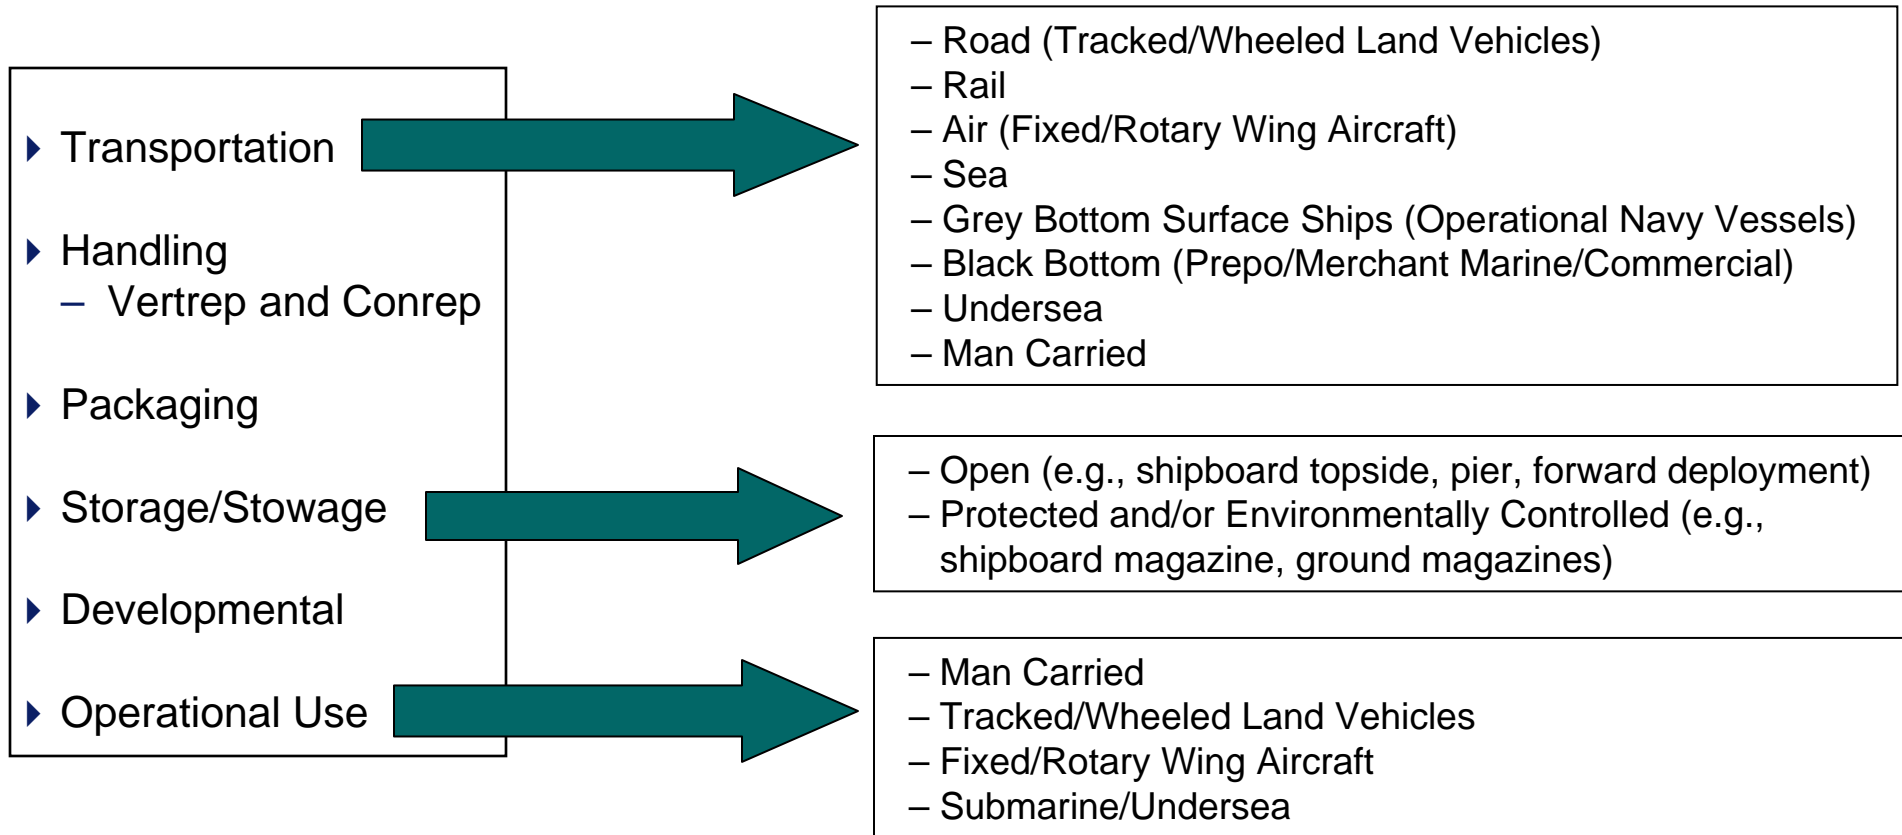 Transportation
Handling
– Vertrep and Conrep
Packaging
Storage/Stowage
Developmental
Operational Use
– Road (Tracked/Wheeled Land Vehicles)
– Rail
– Air (Fixed/Rotary Wing Aircraft)
– Sea
– Grey Bottom Surface Ships (Operational Navy Vessels)
– Black Bottom (Prepo/Merchant Marine/Commercial)
– Undersea
– Man Carried
– Open (e.g., shipboard topside, pier, forward deployment)
– Protected and/or Environmentally Controlled (e.g.,
shipboard magazine, ground magazines)
– Man Carried
– Tracked/Wheeled Land Vehicles
– Fixed/Rotary Wing Aircraft
– Submarine/Undersea